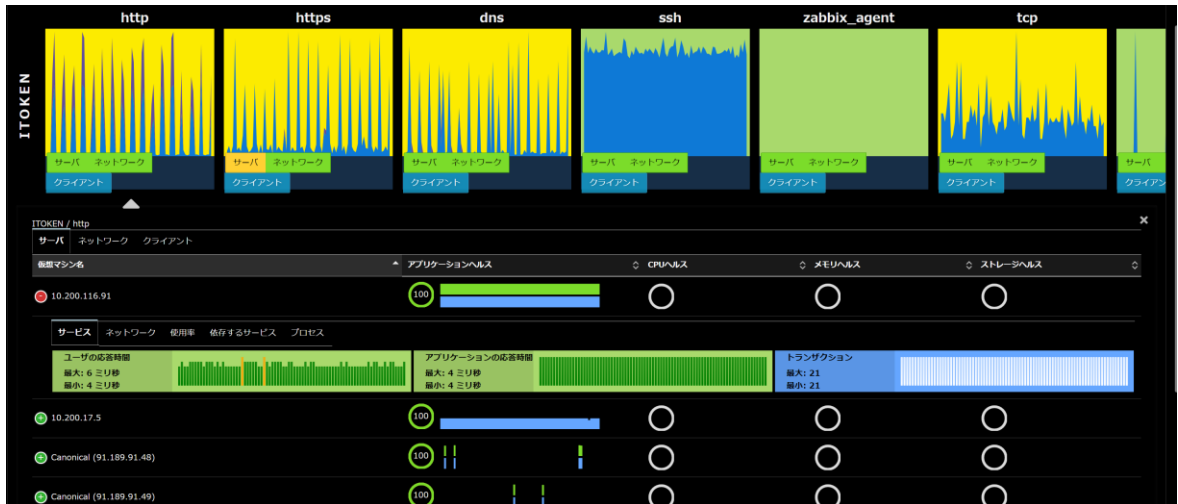 http https dns ssh zabbix_agent tcp
ITOKEN
サーバ ネットワーク サーバ ネットワーク サーバ ネットワーク サーバ ネットワーク サーバ ネットワーク サーバ ネットワーク サーバ
クライアント クライアント クライアント クライアント クライアント クライアント クライアン
ITOKEN / http
サーバ ネットワーク クライアント
仮想マシン名 アプリケーションヘルス CPUヘルス メモリヘルス ストレージヘルス
10.200.116.91 100
サービス ネットワーク 使用率 依存するサービス プロセス
ユーザの応答時間 アプリケーションの応答時間 トランザクション
最大: 6 ミリ秒 最大: 4 ミリ秒 最大: 21
最小: 4 ミリ秒 最小: 4 ミリ秒 最小: 21
10.200.17.5 100
Canonical (91.189.91.48) 100
Canonical (91.189.91.49) 100